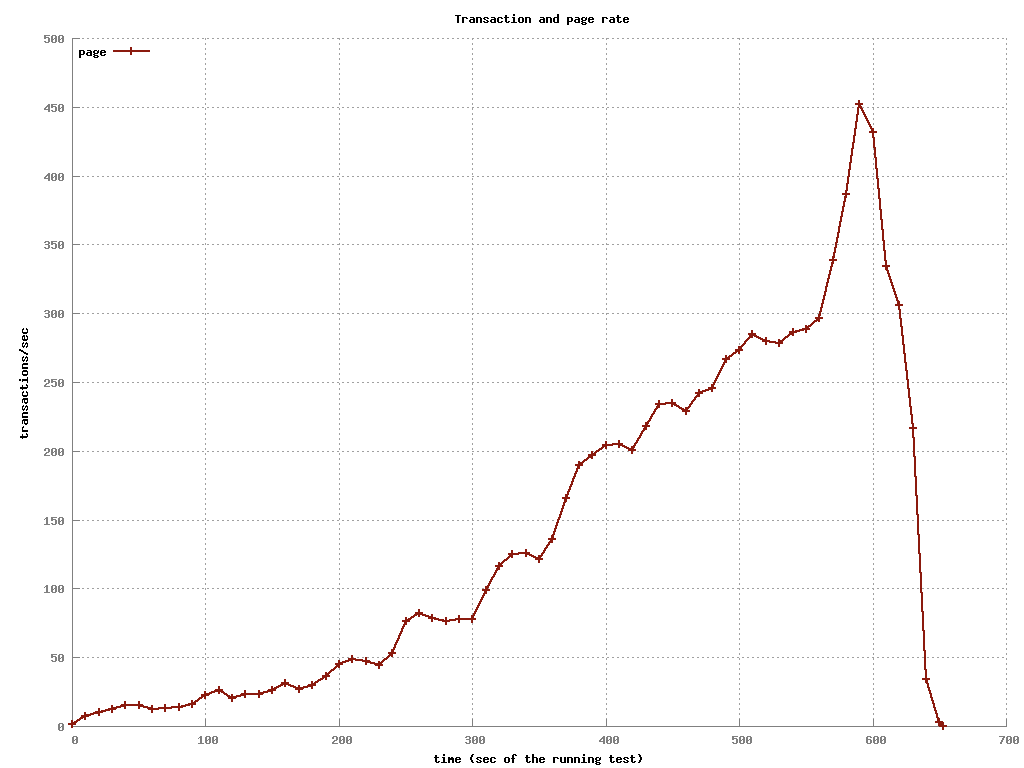 Transaction and page rate
page
500
450
400
350
300
250
200
150
100
50
0
transactions/sec
0 100 200 300 400 500 600 700
time (sec of the running test)